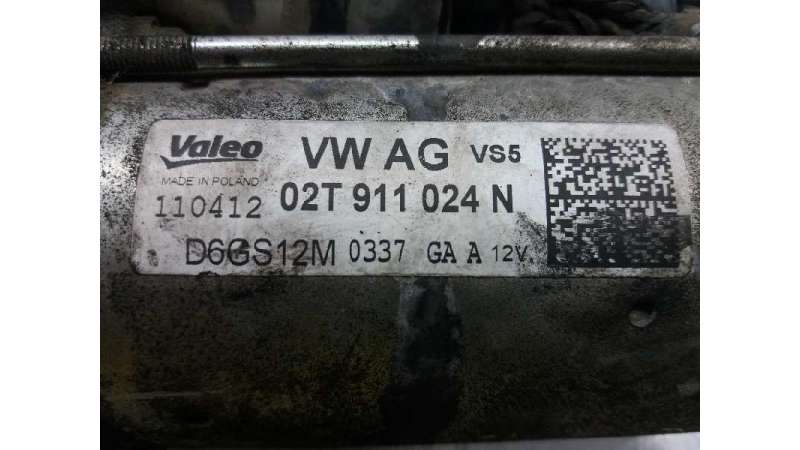 Valeo VW AG VS5
MADE IN POLAND
110412 02T 911 024 N
D6GS12M 0337 GA A 12V